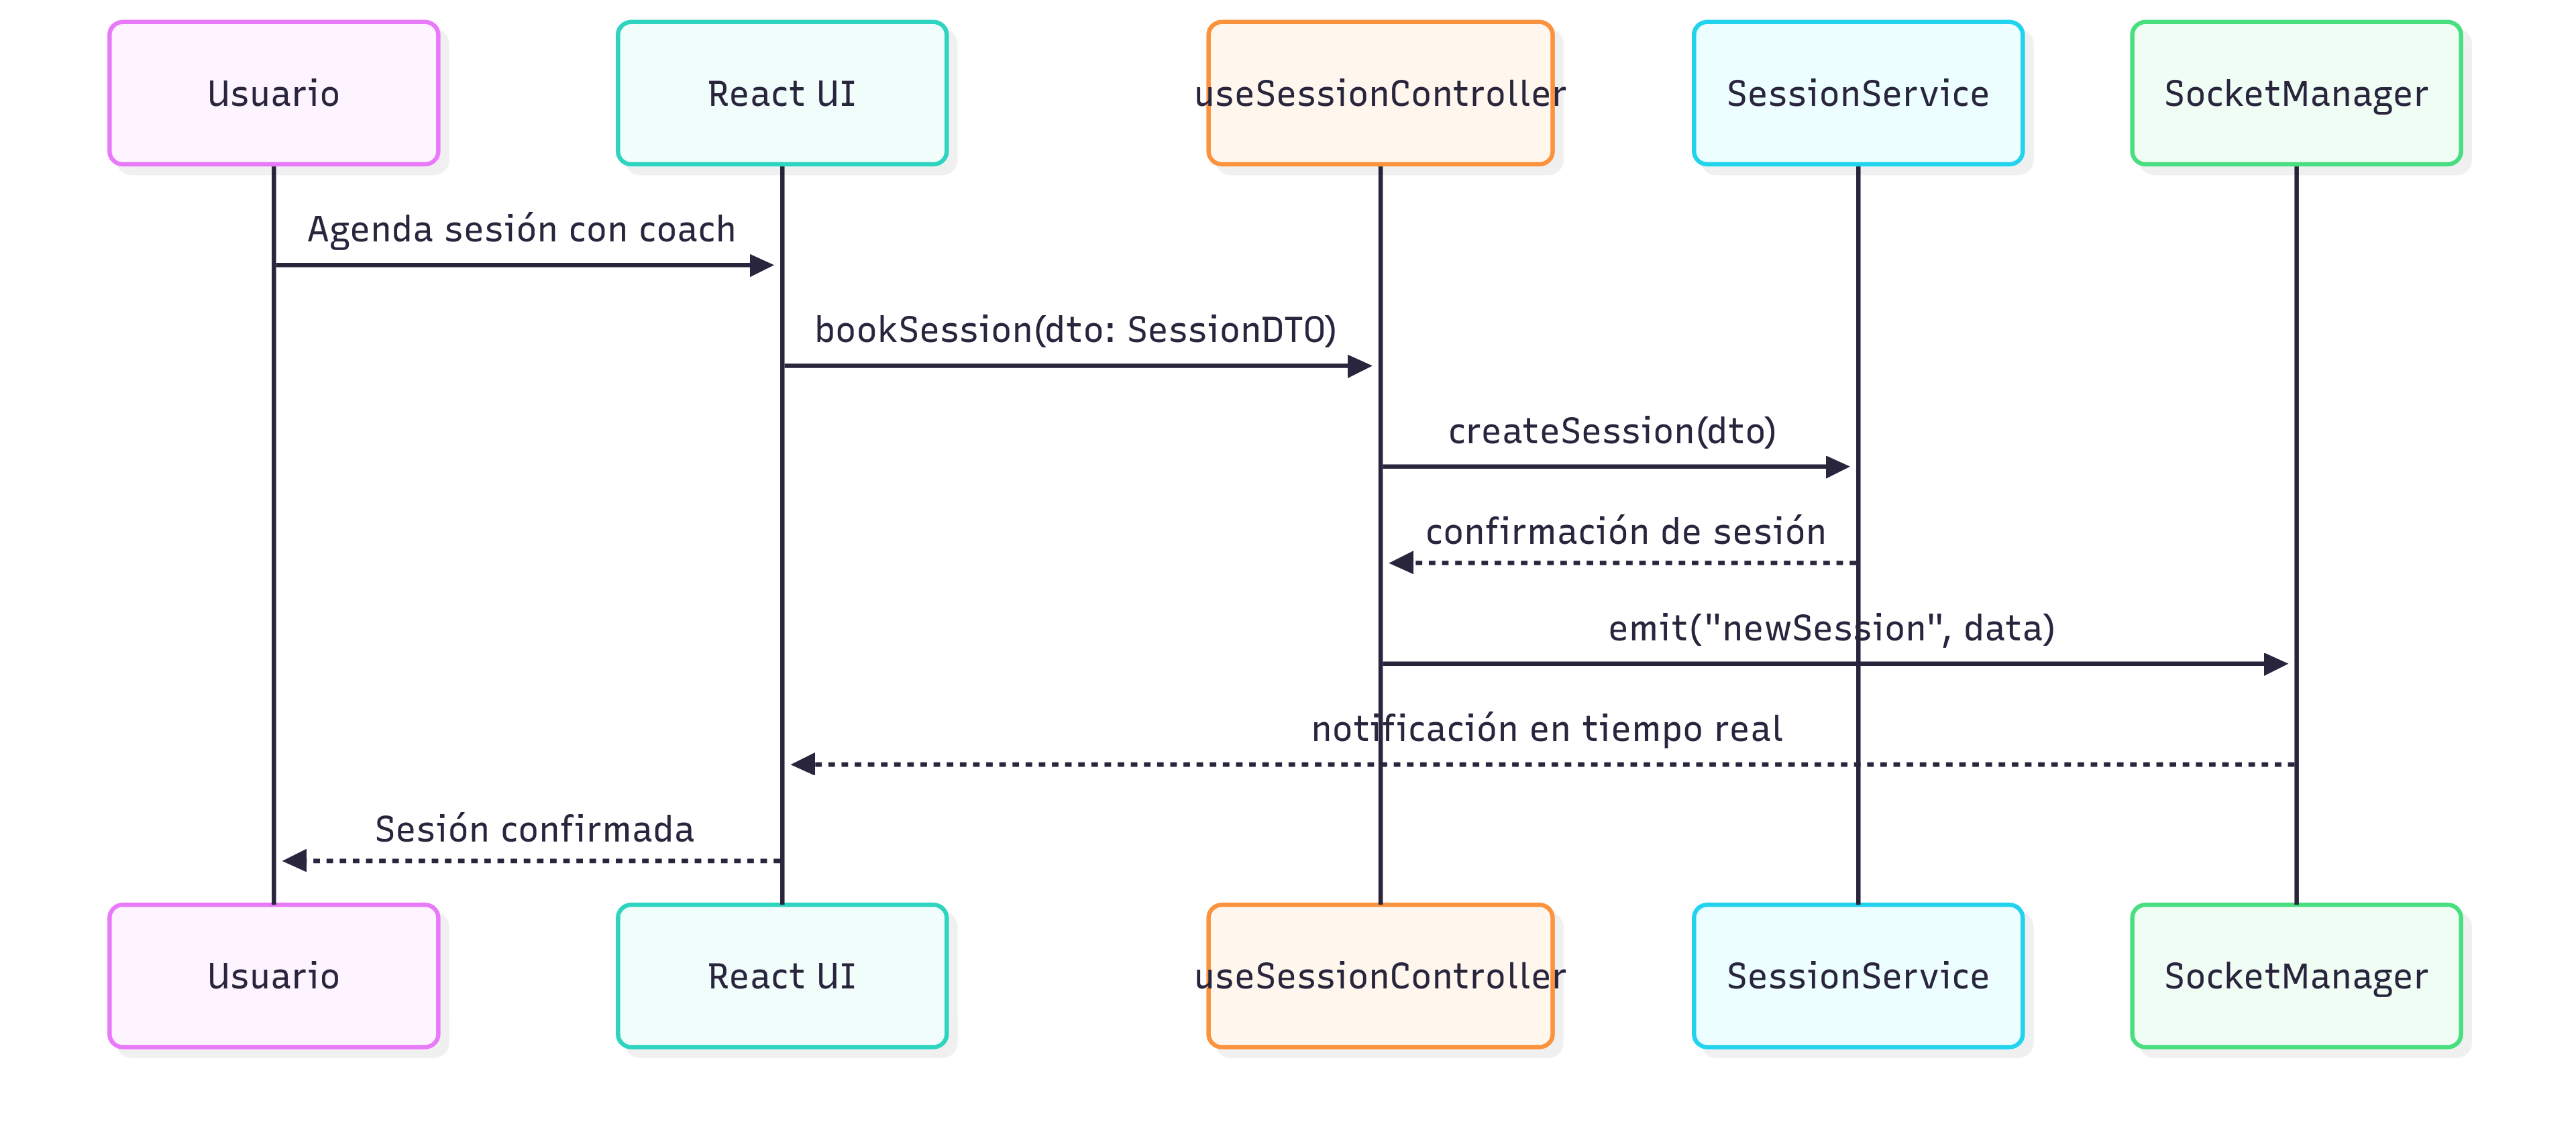 Usuario
React UI
useSessionController
SessionService
SocketManager
Agenda sesión con coach
bookSession(dto: SessionDTO)
createSession(dto)
confirmación de sesión
emit("newSession", data)
notificación en tiempo real
Sesión confirmada
Usuario
React UI
useSessionController
SessionService
SocketManager